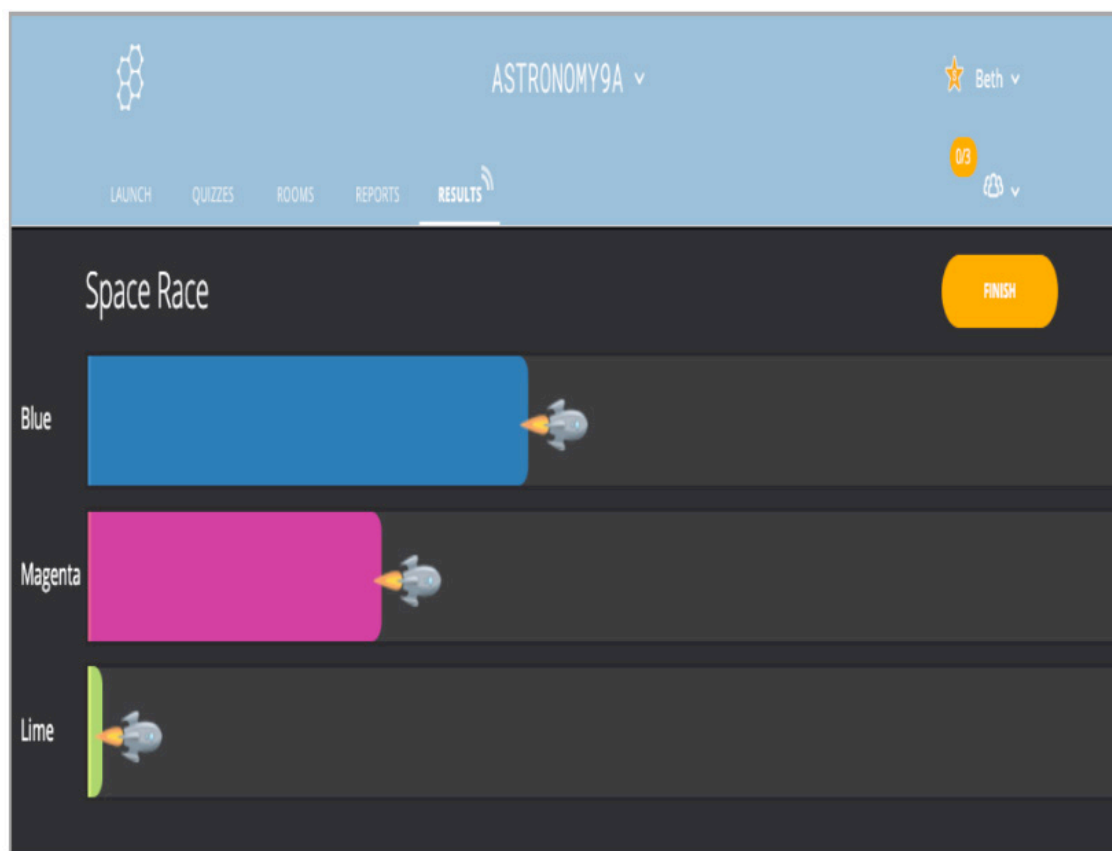 ASTRONOMY9A
Beth
0/3
LAUNCH QUIZZES ROOMS REPORTS RESULTS
Space Race
FINISH
Blue
Magenta
Lime